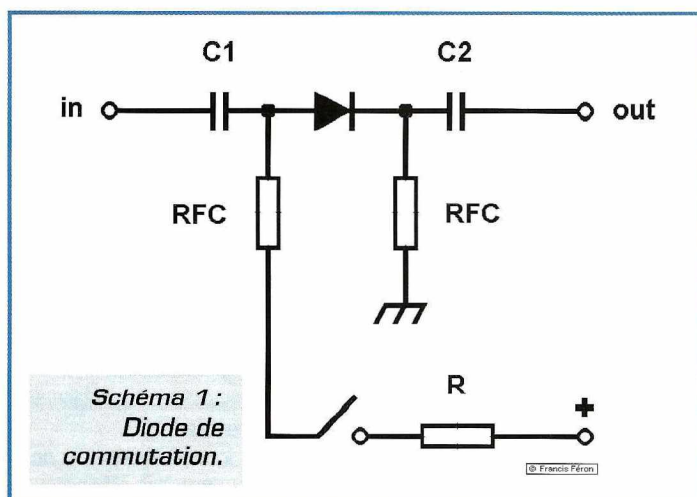 C1
C2
in
out
RFC
RFC
R
+
Schéma 1 :
Diode de
commutation.
© Francis Féron